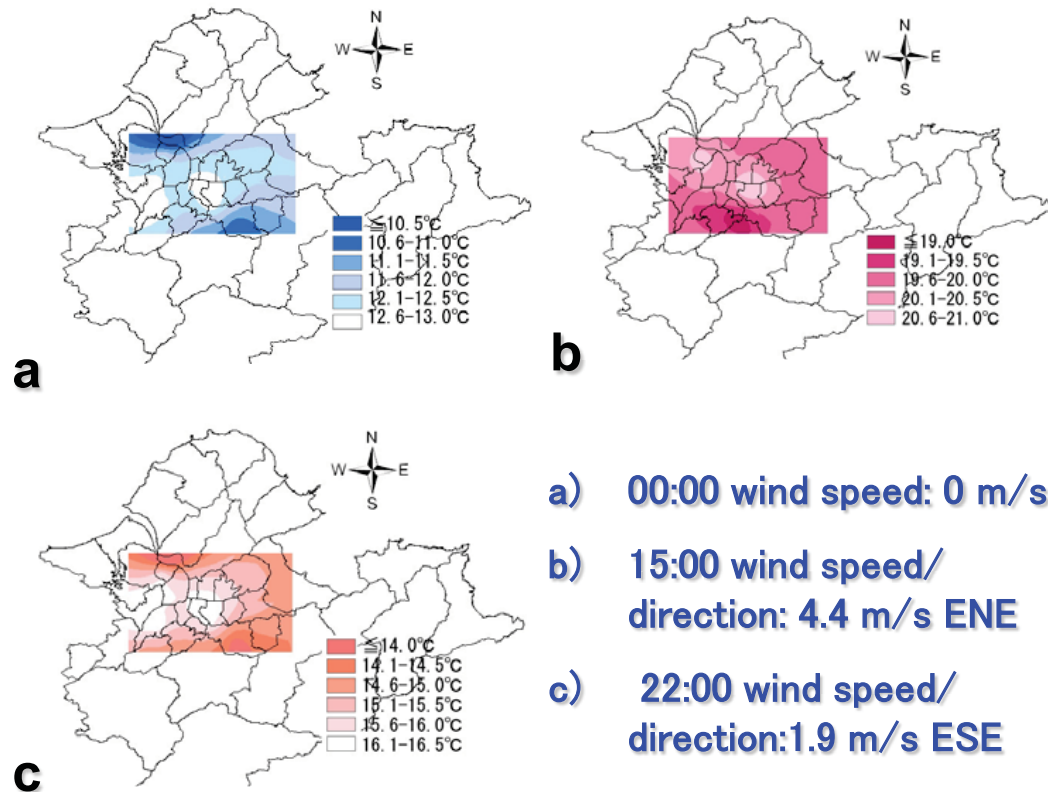 N
W E
S
≦10.5℃
10.6-11.0℃
11.1-11.5℃
11.6-12.0℃
12.1-12.5℃
12.6-13.0℃
a
N
W E
S
≦19.0℃
19.1-19.5℃
19.6-20.0℃
20.1-20.5℃
20.6-21.0℃
b
N
W E
S
≦14.0℃
14.1-14.5℃
14.6-15.0℃
15.1-15.5℃
15.6-16.0℃
16.1-16.5℃
c
a) 00:00 wind speed: 0 m/s
b) 15:00 wind speed/
direction: 4.4 m/s ENE
c) 22:00 wind speed/
direction:1.9 m/s ESE